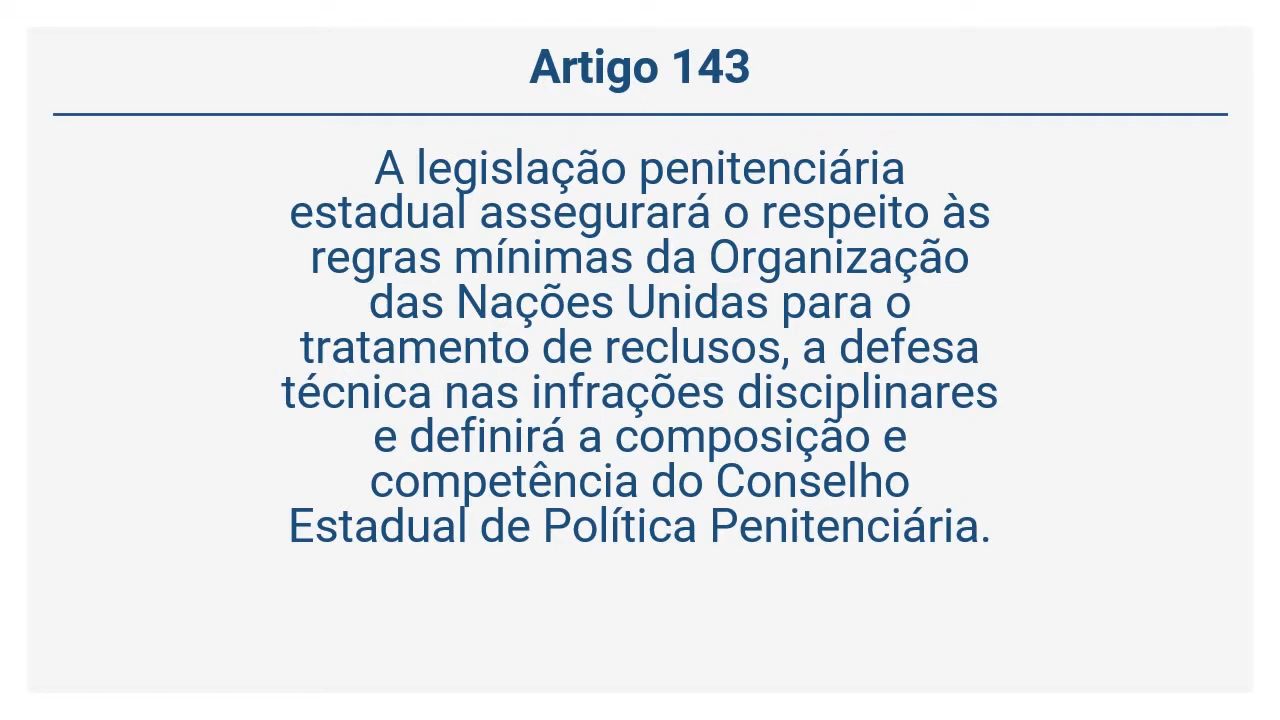 Artigo 143
A legislação penitenciária
estadual assegurará o respeito às
regras mínimas da Organização
das Nações Unidas para o
tratamento de reclusos, a defesa
técnica nas infrações disciplinares
e definirá a composição e
competência do Conselho
Estadual de Política Penitenciária.